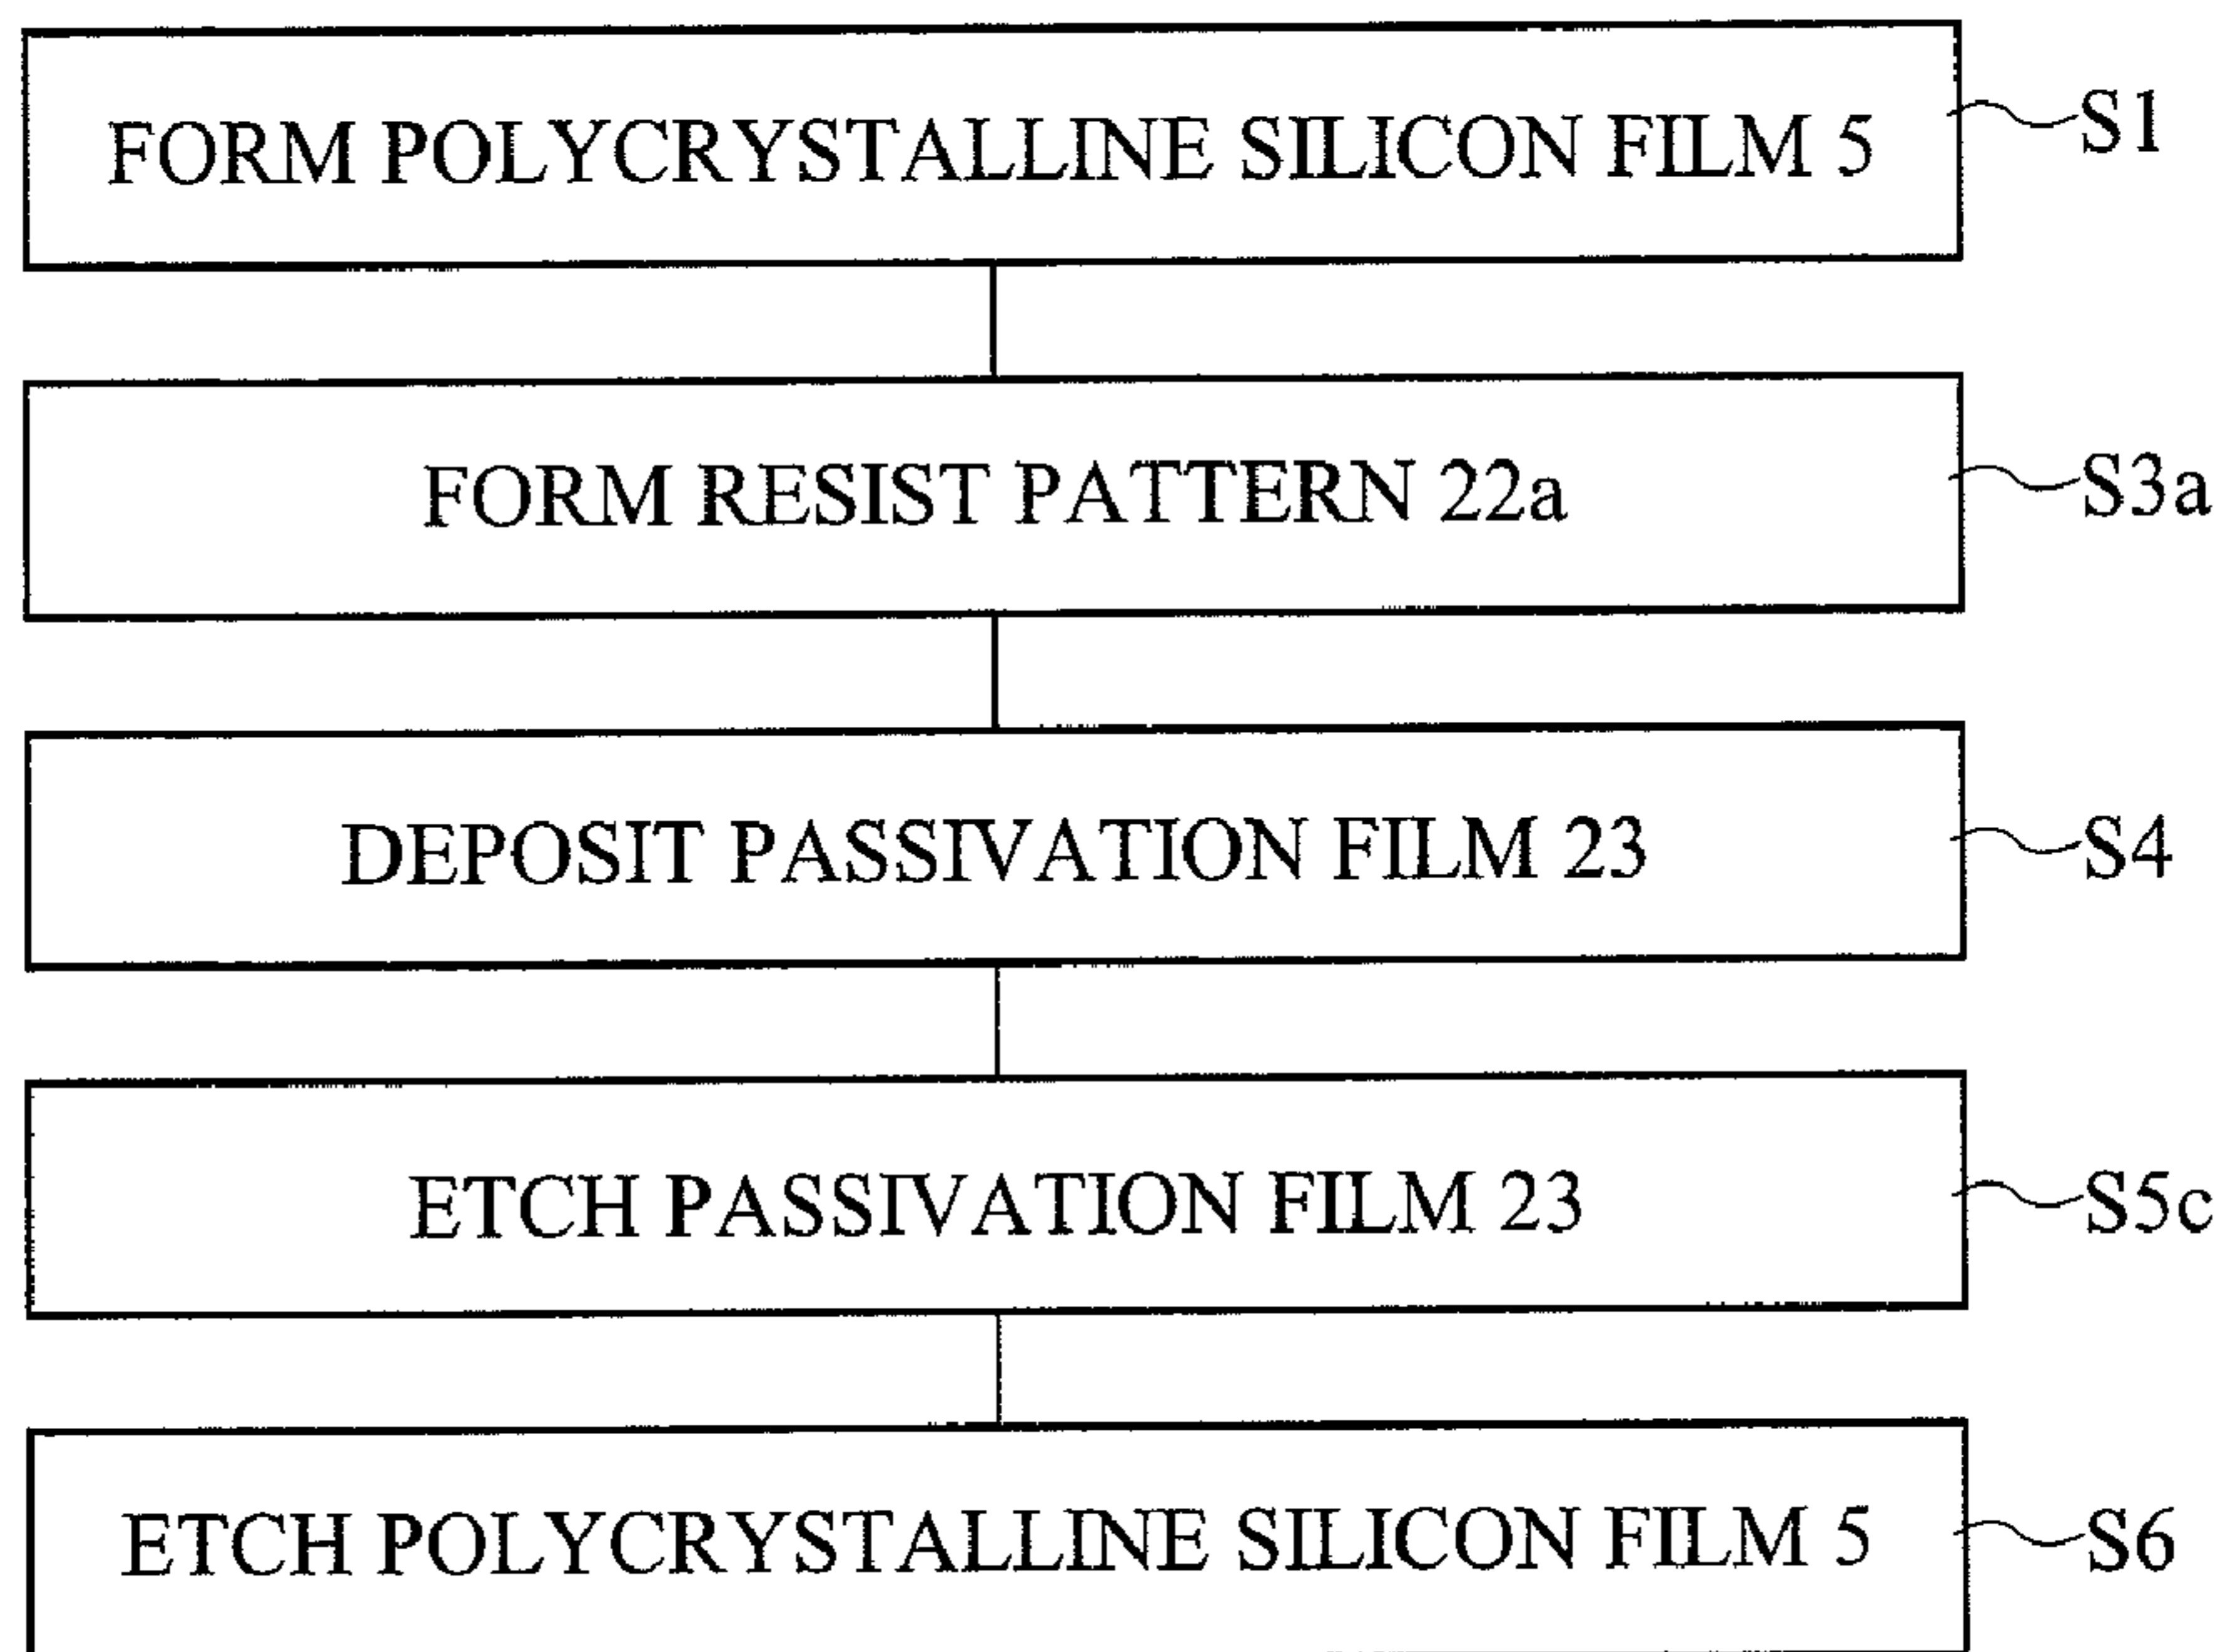 FORM POLYCRYSTALLINE SILICON FILM 5 S1
FORM RESIST PATTERN 22a S3a
DEPOSIT PASSIVATION FILM 23 S4
ETCH PASSIVATION FILM 23 S5c
ETCH POLYCRYSTALLINE SILICON FILM 5 S6